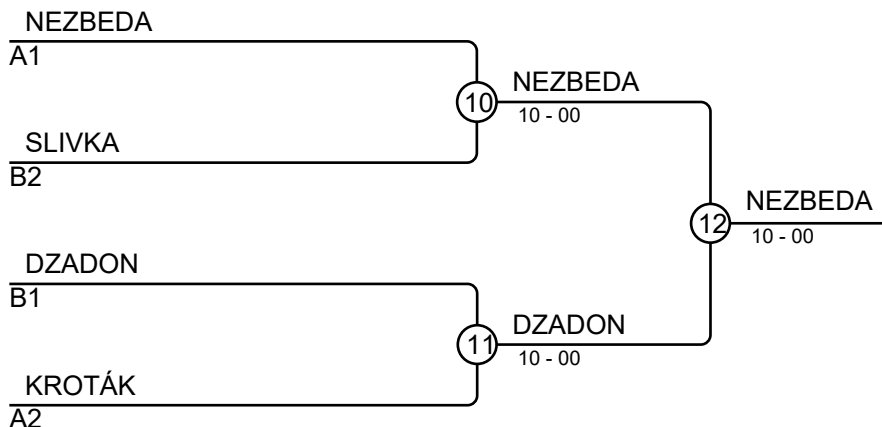 NEZBEDA
A1
10
NEZBEDA
10 - 00
SLIVKA
B2
12
NEZBEDA
10 - 00
DZADON
B1
11
DZADON
10 - 00
KROTÁK
A2